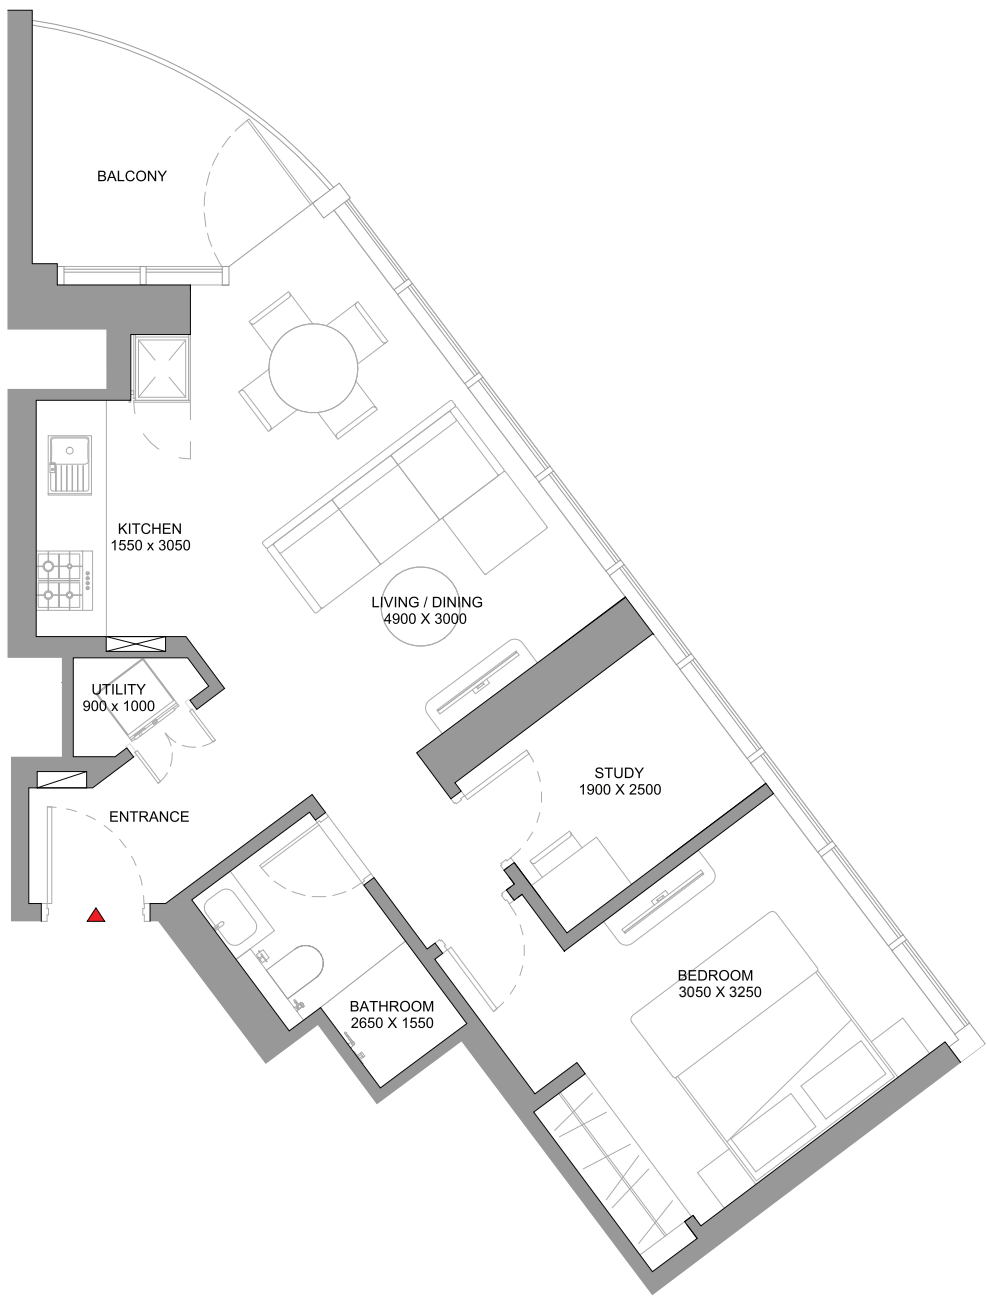 BALCONY
KITCHEN
1550 x 3050
LIVING / DINING
4900 X 3000
UTILITY
900 x 1000
STUDY
1900 X 2500
ENTRANCE
BEDROOM
3050 X 3250
BATHROOM
2650 X 1550